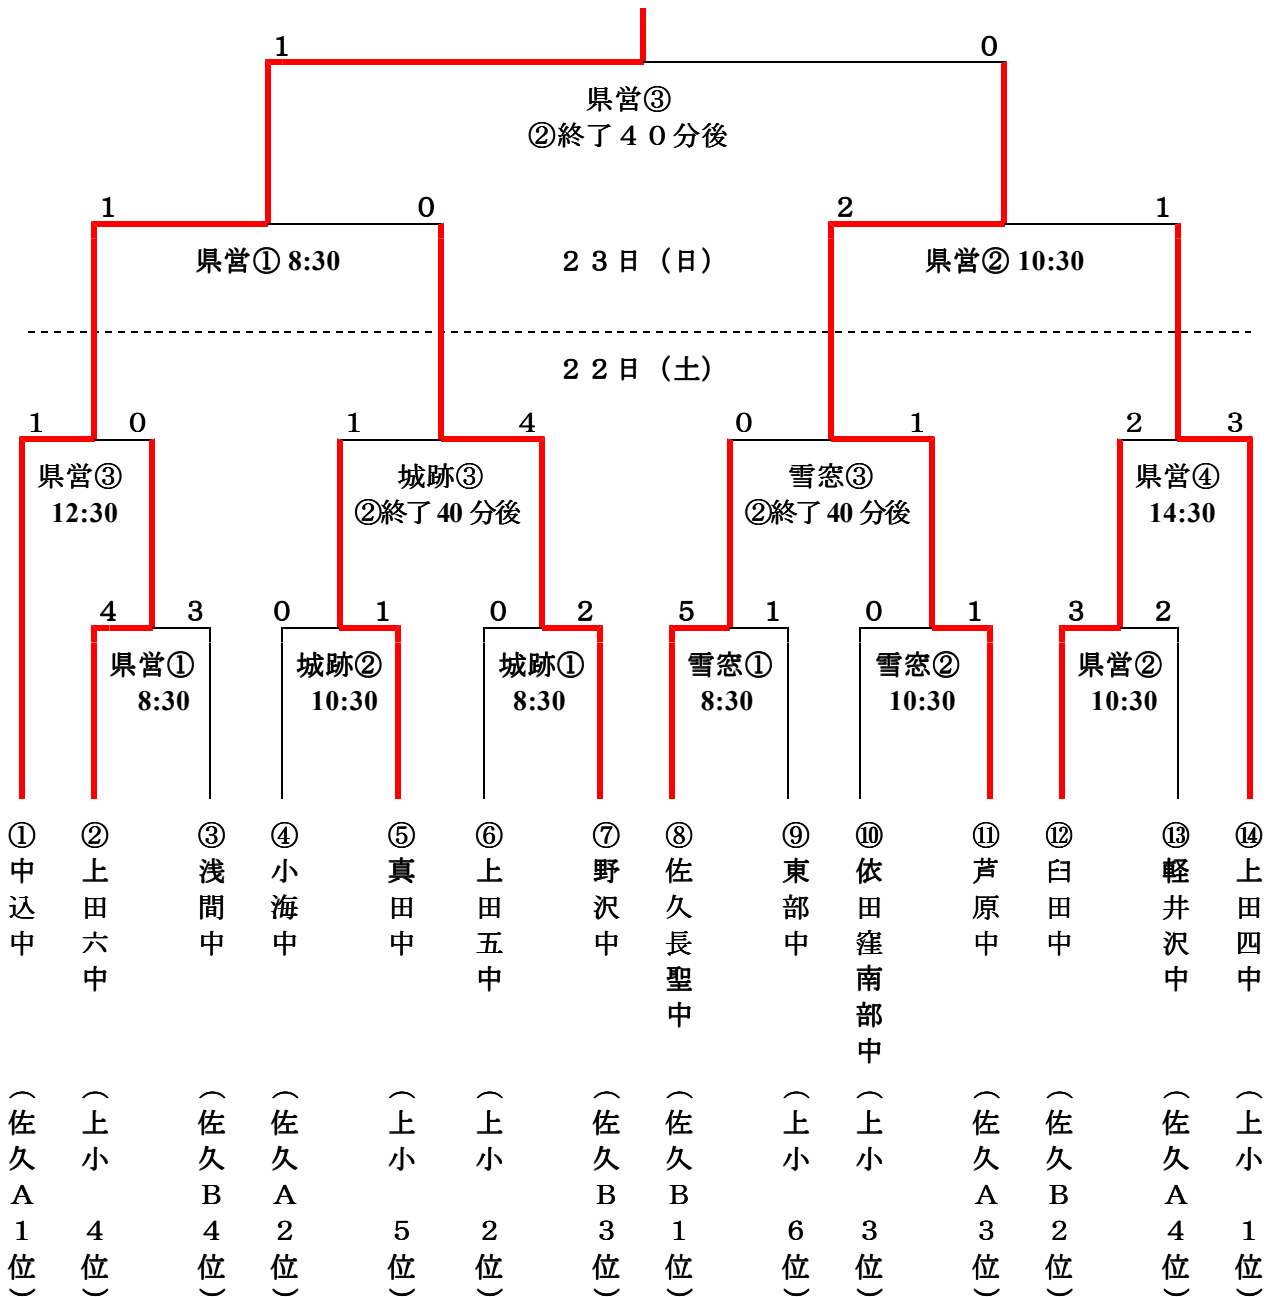 1 0
県営③
②終了４０分後
1 0 2 1
県営① 8:30 ２３日（日） 県営② 10:30
２２日（土）
1 0 1 4 0 1 2 3
県営③ 城跡③ 雪窓③ 県営④
12:30 ②終了 40 分後 ②終了 40 分後 14:30
4 3 0 1 0 2 5 1 0 1 3 2
県営① 城跡② 城跡① 雪窓① 雪窓② 県営②
8:30 10:30 8:30 8:30 10:30 10:30
①中込中（佐久A1位）
②上田六中（上小4位）
③浅間中（佐久B4位）
④小海中（佐久A2位）
⑤真田中（上小5位）
⑥上田五中（上小2位）
⑦野沢中（佐久B3位）
⑧佐久長聖中（佐久B1位）
⑨東部中（上小6位）
⑩依田窪南部中（上小3位）
⑪芦原中（佐久A3位）
⑫臼田中（佐久B2位）
⑬軽井沢中（佐久A4位）
⑭上田四中（上小1位）